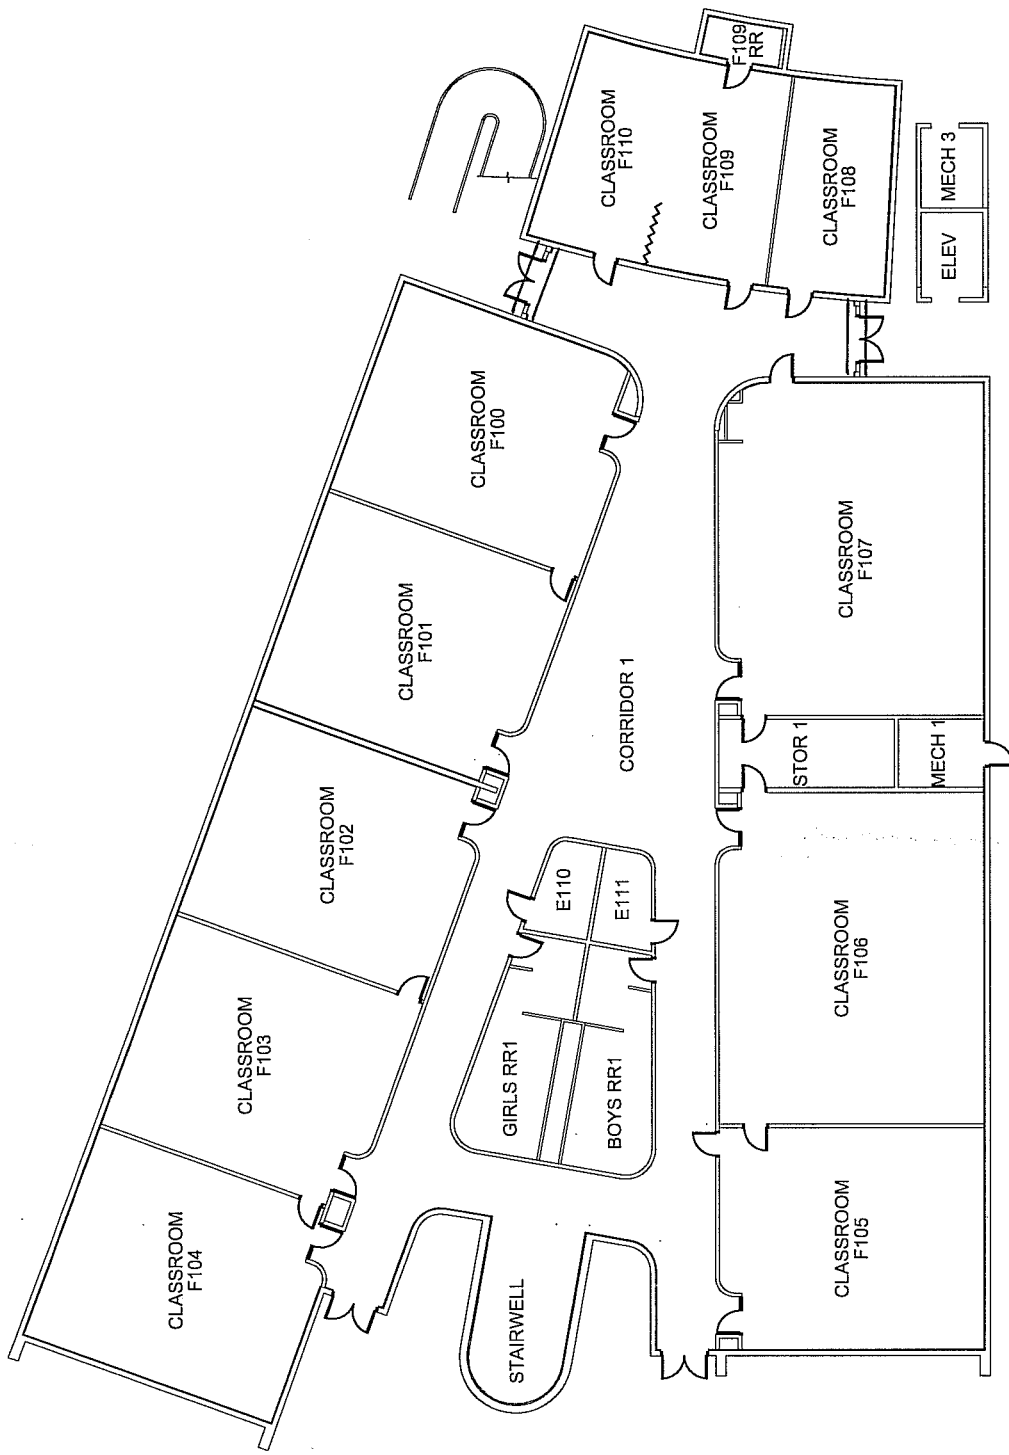 F109
RR
CLASSROOM
F110
CLASSROOM
F109
CLASSROOM
F108
MECH 3
ELEV
CLASSROOM
F100
CLASSROOM
F101
CLASSROOM
F102
CLASSROOM
F103
CLASSROOM
F104
CORRIDOR 1
E110
E111
GIRLS RR1
BOYS RR1
STAIRWELL
CLASSROOM
F107
STOR 1
MECH 1
CLASSROOM
F106
CLASSROOM
F105